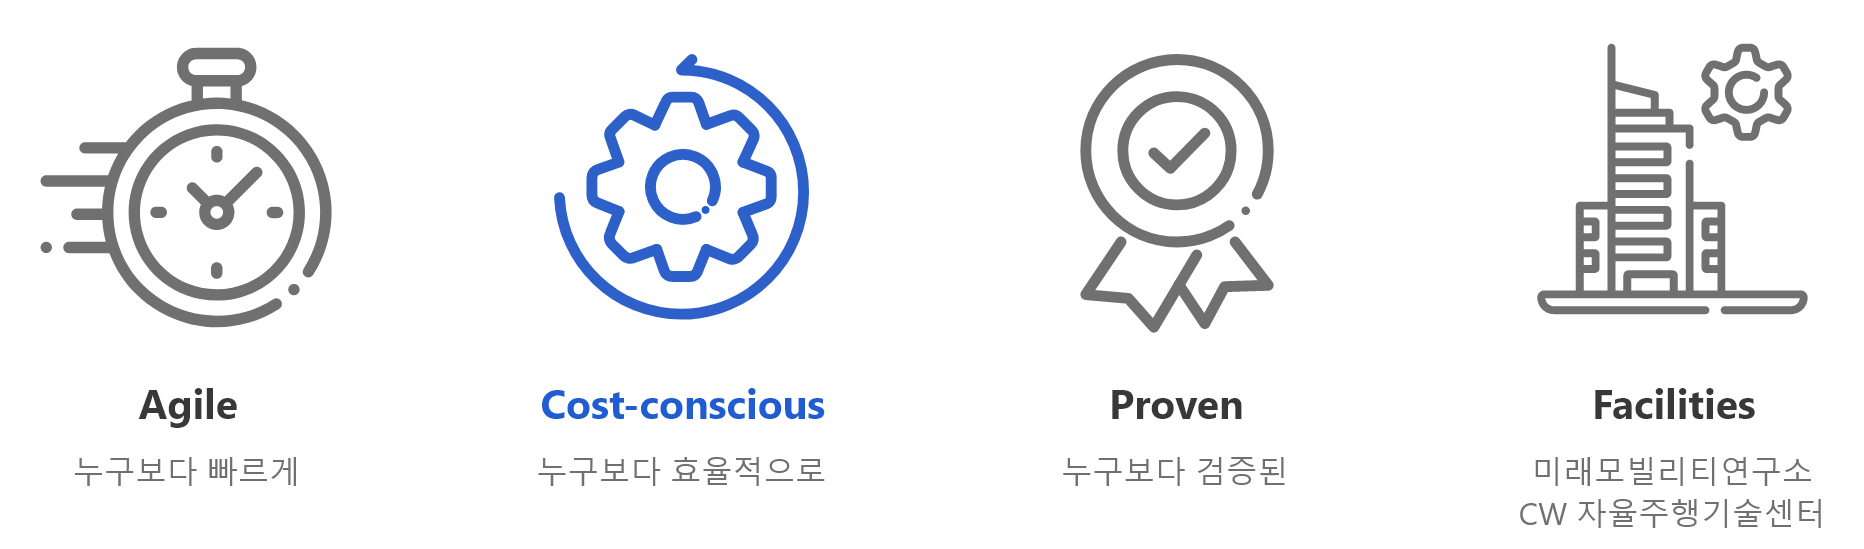 Agile
누구보다 빠르게
Cost-conscious
누구보다 효율적으로
Proven
누구보다 검증된
Facilities
미래모빌리티연구소
CW 자율주행기술센터